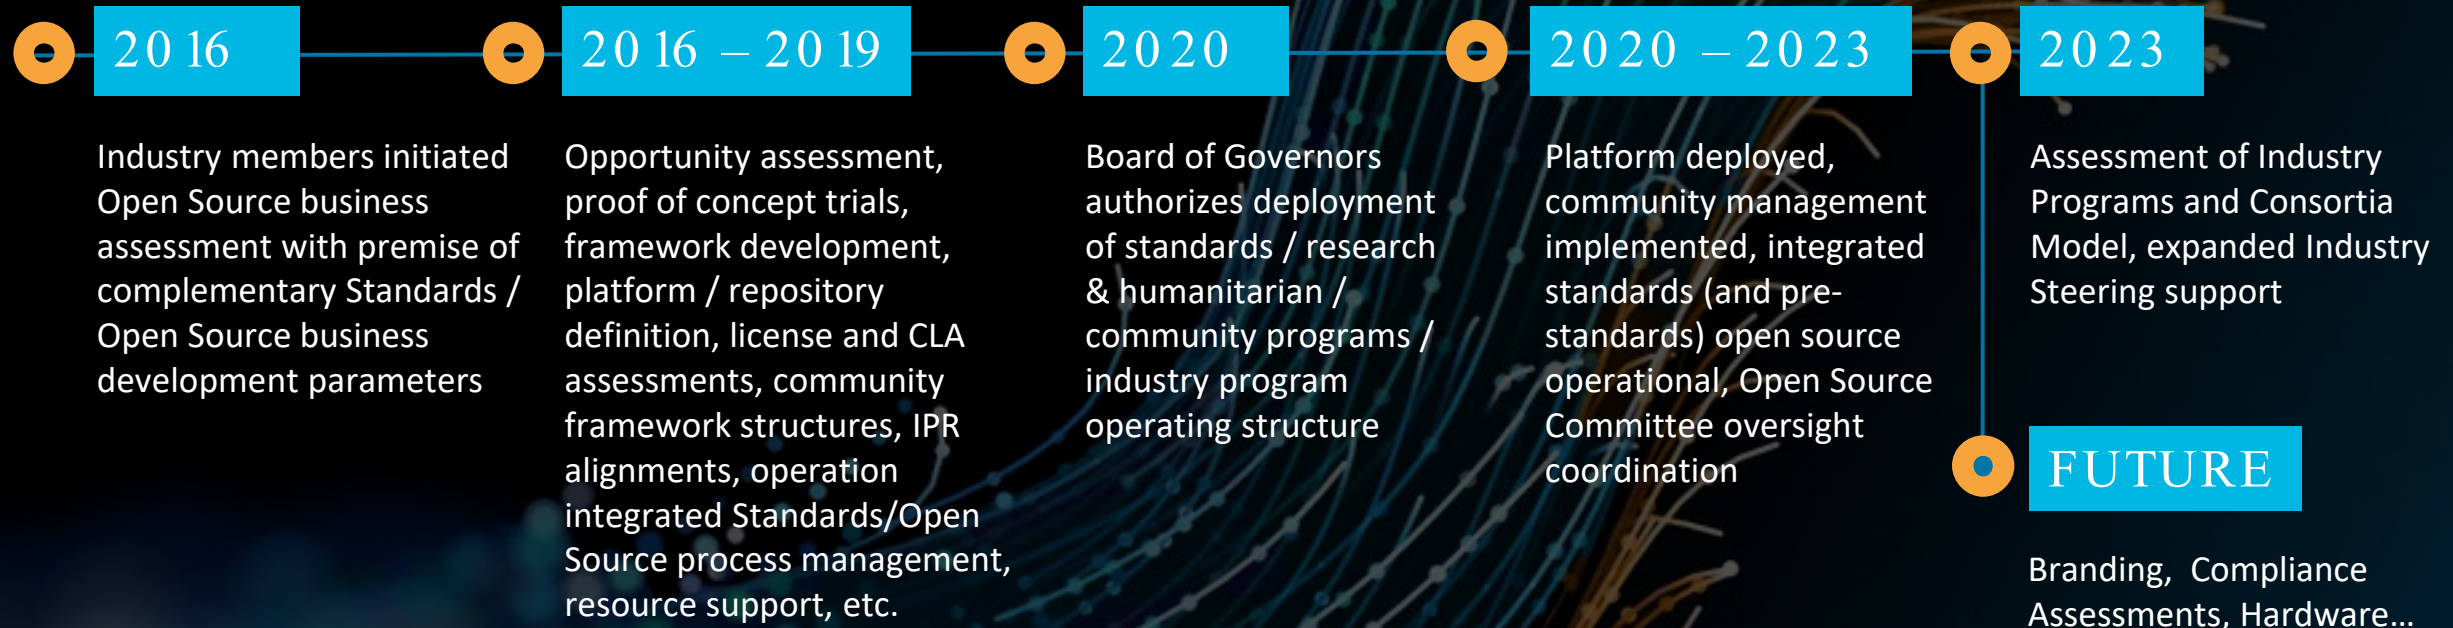 2016
Industry members initiated
Open Source business
assessment with premise of
complementary Standards /
Open Source business
development parameters
2016 – 2019
Opportunity assessment,
proof of concept trials,
framework development,
platform / repository
definition, license and CLA
assessments, community
framework structures, IPR
alignments, operation
integrated Standards/Open
Source process management,
resource support, etc.
2020
Board of Governors
authorizes deployment
of standards / research
& humanitarian /
community programs /
industry program
operating structure
2020 – 2023
Platform deployed,
community management
implemented, integrated
standards (and pre-
standards) open source
operational, Open Source
Committee oversight
coordination
2023
Assessment of Industry
Programs and Consortia
Model, expanded Industry
Steering support
FUTURE
Branding, Compliance
Assessments, Hardware...